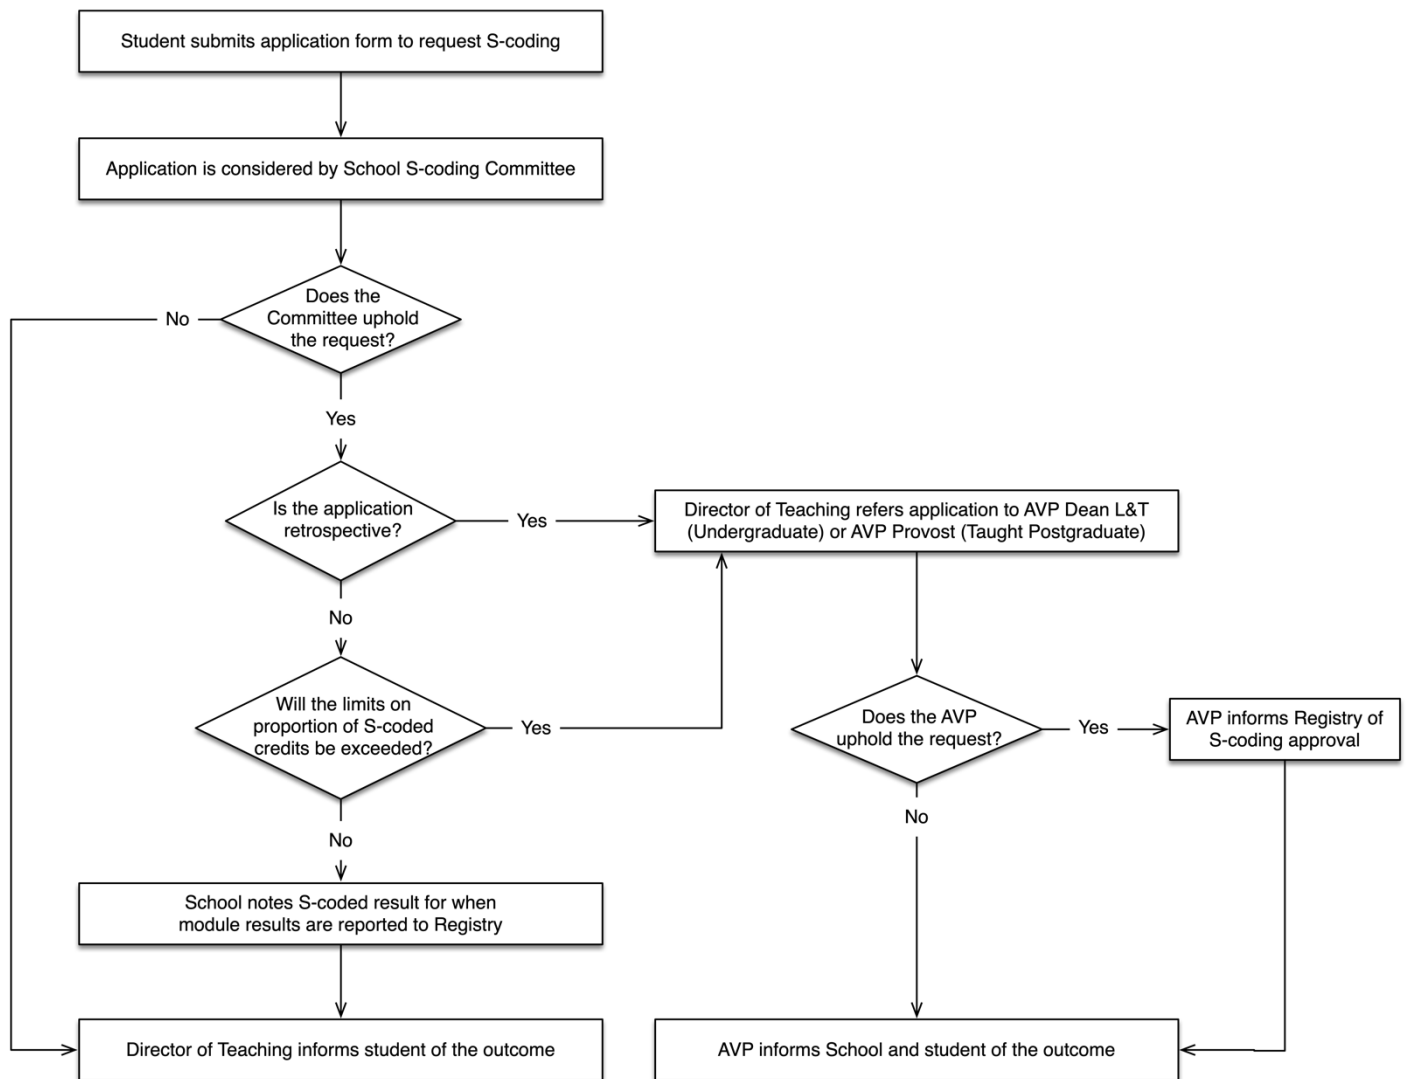 Student submits application form to request S-coding
Application is considered by School S-coding Committee
Does the
Committee uphold
the request?
No
Yes
Is the application
retrospective?
Yes
Director of Teaching refers application to AVP Dean L&T
(Undergraduate) or AVP Provost (Taught Postgraduate)
No
Will the limits on
proportion of S-coded
credits be exceeded?
Yes
Does the AVP
uphold the request?
Yes
AVP informs Registry of
S-coding approval
No
No
School notes S-coded result for when
module results are reported to Registry
Director of Teaching informs student of the outcome
AVP informs School and student of the outcome